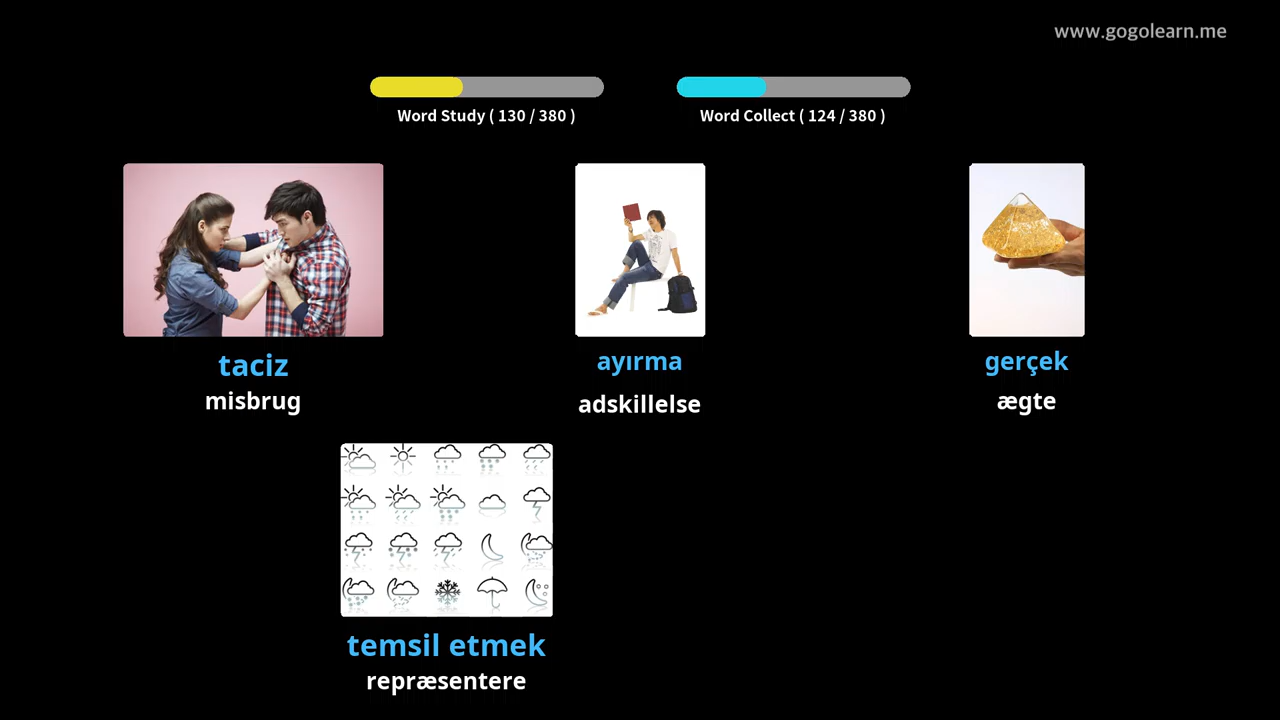 www.gogolearn.me
Word Study ( 130 / 380 )
Word Collect ( 124 / 380 )
taciz
misbrug
ayırma
adskillelse
gerçek
ægte
temsil etmek
repræsentere